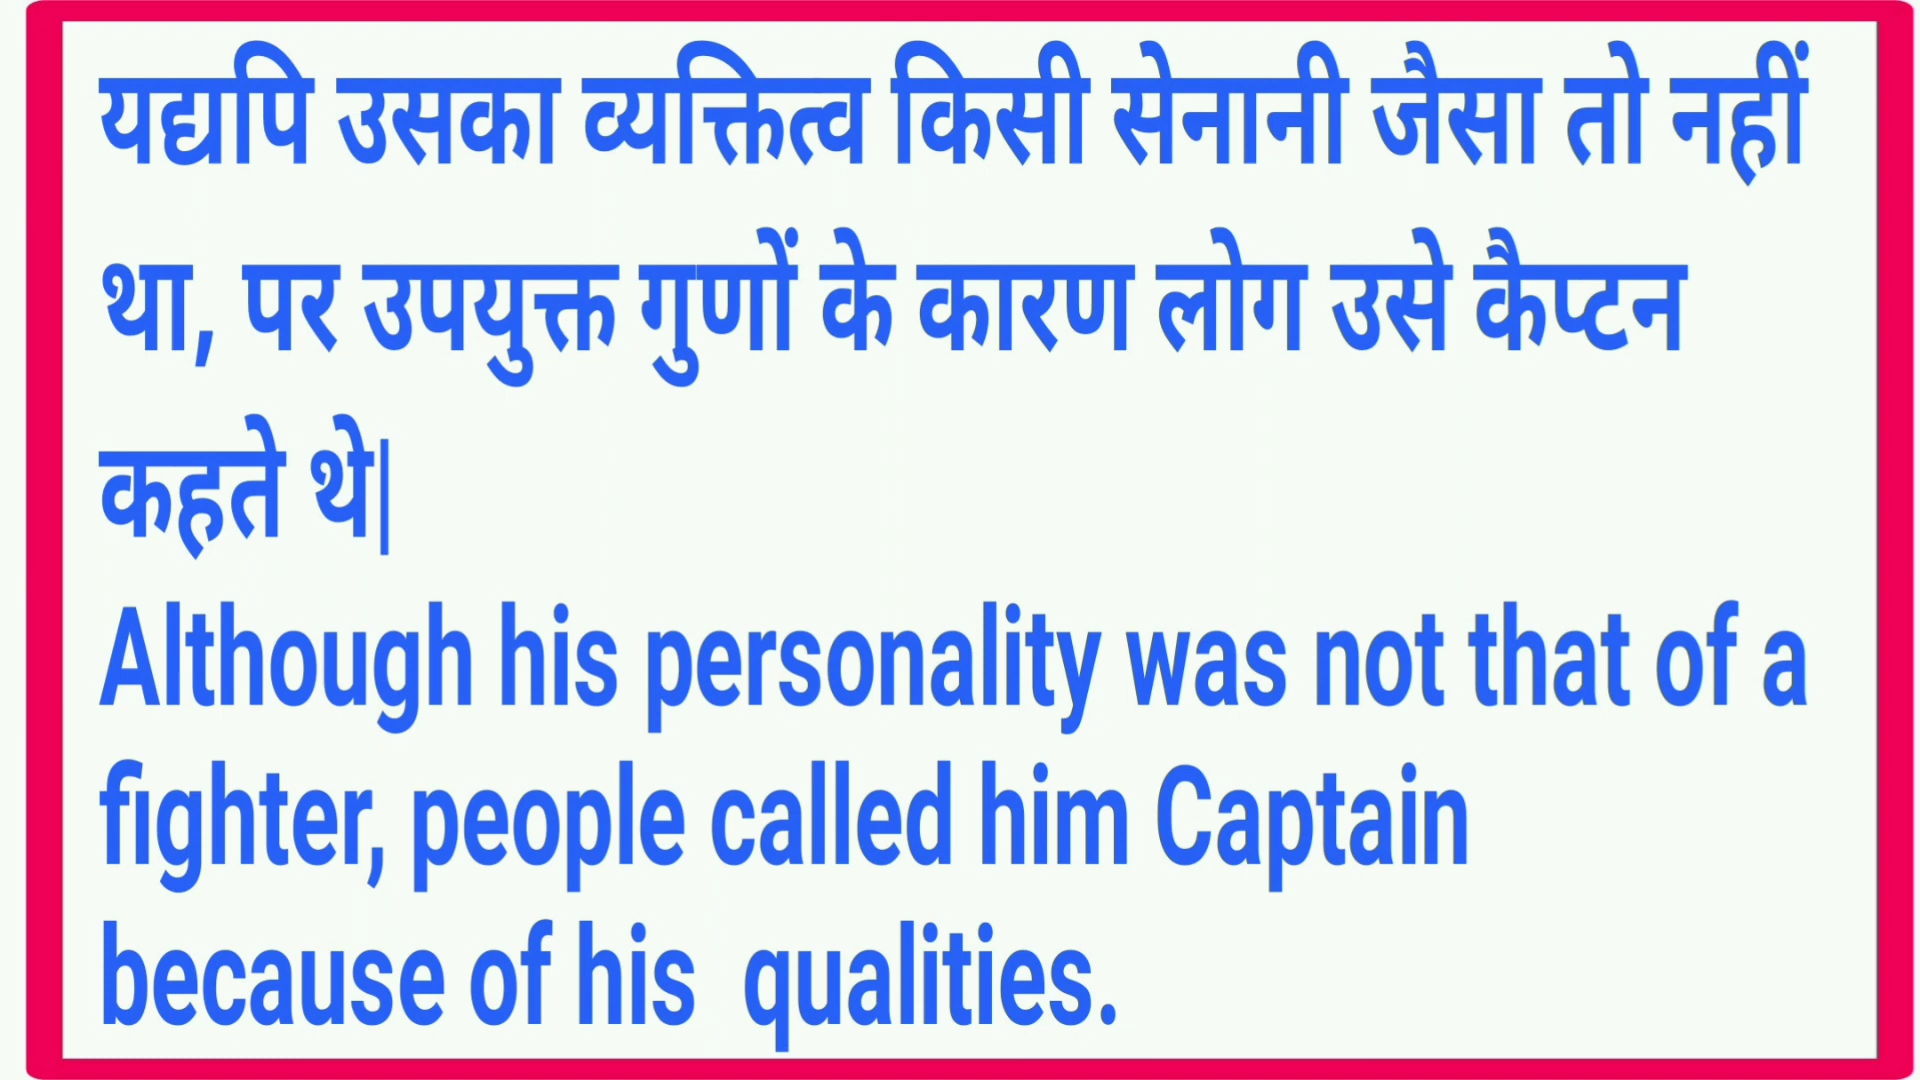 यद्यपि उसका व्यक्तित्व किसी सेनानी जैसा तो नहीं
था, पर उपयुक्त गुणों के कारण लोग उसे कैप्टन
कहते थे|
Although his personality was not that of a
fighter, people called him Captain
because of his  qualities.